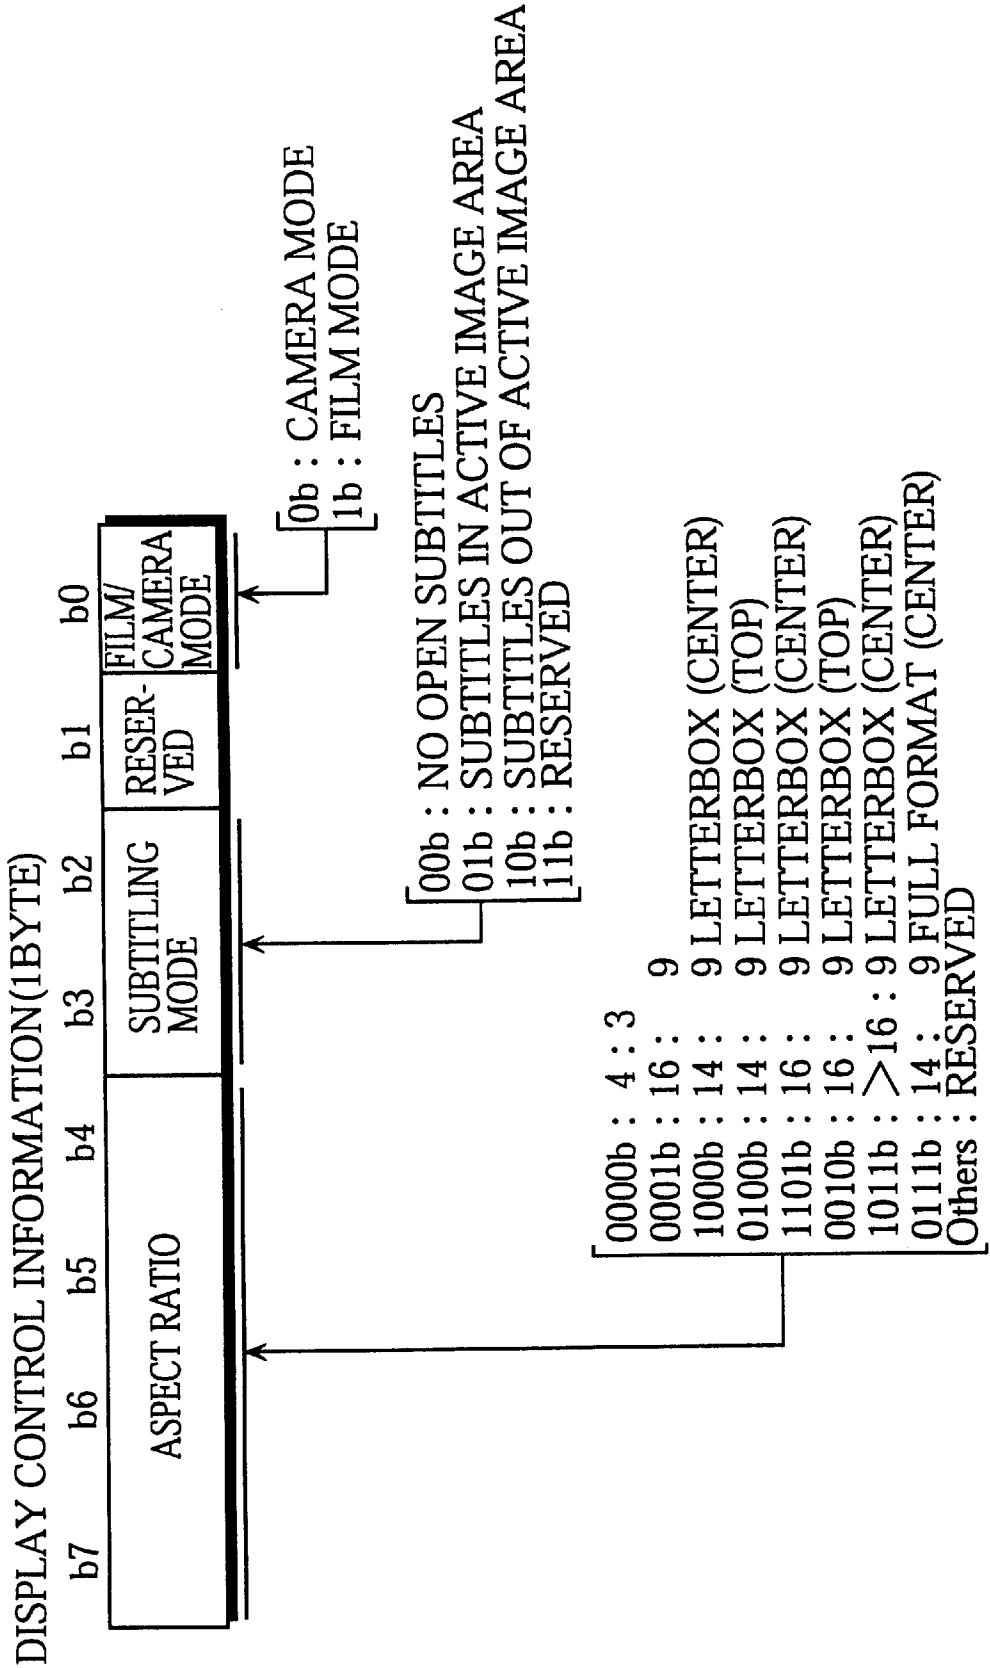 DISPLAY CONTROL INFORMATION(1BYTE)
b7 b6 b5 b4 b3 b2 b1 b0
ASPECT RATIO
SUBTITLING
MODE
RESER-
VED
FILM/
CAMERA
MODE
0b : CAMERA MODE
1b : FILM MODE
00b : NO OPEN SUBTITLES
01b : SUBTITLES IN ACTIVE IMAGE AREA
10b : SUBTITLES OUT OF ACTIVE IMAGE AREA
11b : RESERVED
0000b : 4 : 3
0001b : 16 : 9
1000b : 14 : 9 LETTERBOX (CENTER)
0100b : 14 : 9 LETTERBOX (TOP)
1101b : 16 : 9 LETTERBOX (CENTER)
0010b : 16 : 9 LETTERBOX (TOP)
1011b : >16 : 9 LETTERBOX (CENTER)
0111b : 14 : 9 FULL FORMAT (CENTER)
Others : RESERVED